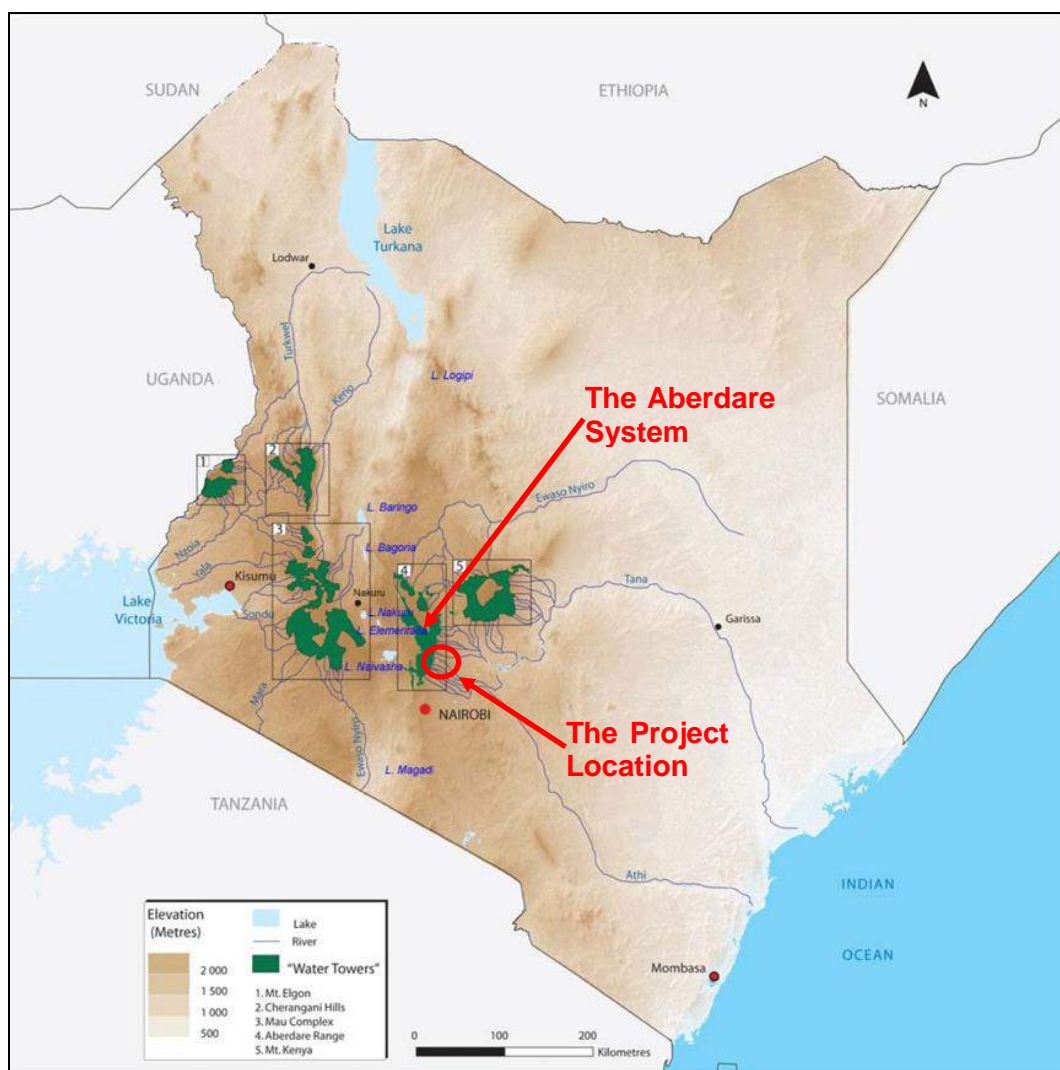 SUDAN
ETHIOPIA
N
Lake
Turkana
Lodwar
Turkwel
Kerio
UGANDA
L. Logipi
SOMALIA
The Aberdare
System
1
2
Ewaso Nyiro
L. Baringo
3
Nzoia
L. Bagoria
4
5
Yala
Kisumu
Tana
Nakuru
Lake
Victoria
Sondu
L. Nakuru
Garissa
L. Elementaita
L. Naivasha
Mara
NAIROBI
The Project
Location
Ewaso Nyiro
L. Magadi
TANZANIA
Athi
INDIAN
OCEAN
Mombasa
Elevation
(Metres)
2 000
1 500
1 000
500
Lake
River
"Water Towers"
1. Mt. Elgon
2. Cherangani Hills
3. Mau Complex
4. Aberdare Range
5. Mt. Kenya
0 100 200
Kilometres